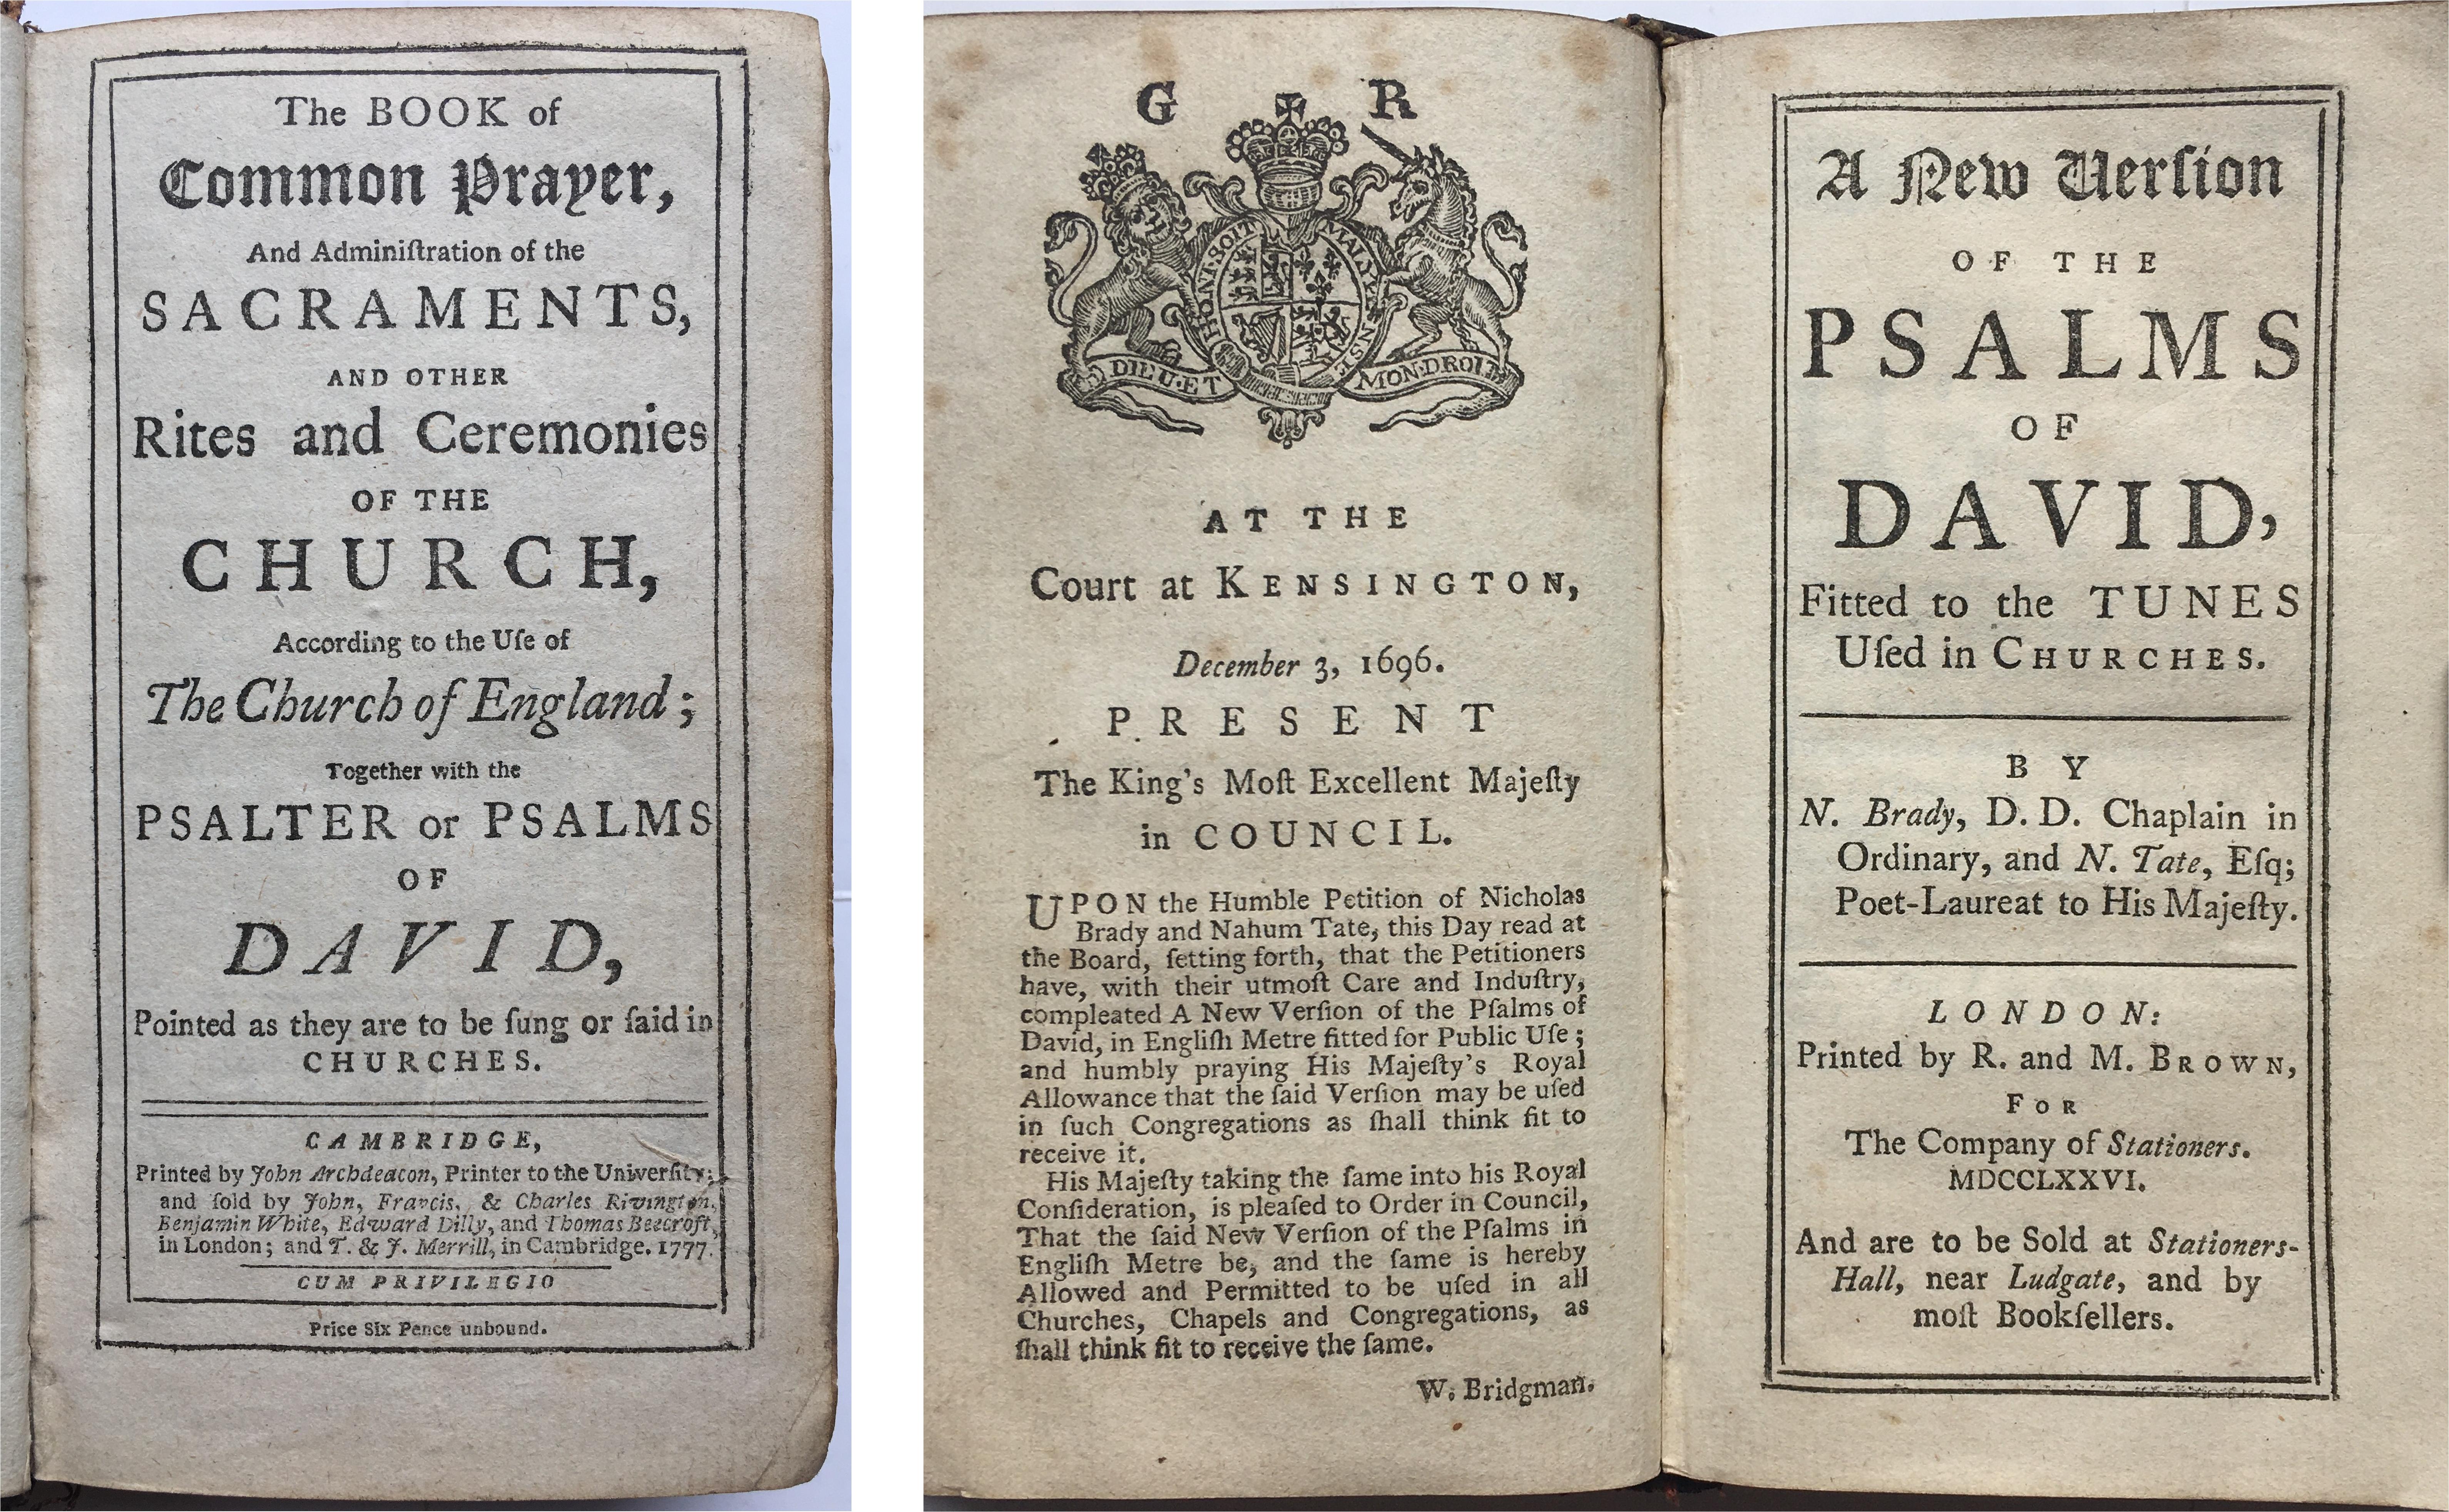 The BOOK of
Common Prayer,
And Adminiſtration of the
SACRAMENTS,
AND OTHER
Rites and Ceremonies
OF THE
CHURCH,
According to the Uſe of
The Church of England;
Together with the
PSALTER or PSALMS
OF
DAVID,
Pointed as they are to be ſung or ſaid in
CHURCHES.
CAMBRIDGE,
Printed by John Archdeacon, Printer to the Univerſity;
and ſold by John, Francis, & Charles Rivington,
Benjamin White, Edward Dilly, and Thomas Beecroft,
in London; and T. & J. Merrill, in Cambridge. 1777.
CUM PRIVILEGIO
Price Six Pence unbound.
G R
HONI·SOIT MAL·Y·PENSE
DIEU·ET MON·DROIT
AT THE
Court at KENSINGTON,
December 3, 1696.
PRESENT
The King's Moſt Excellent Majeſty
in COUNCIL.
UPON the Humble Petition of Nicholas
Brady and Nahum Tate, this Day read at
the Board, ſetting forth, that the Petitioners
have, with their utmoſt Care and Induſtry,
compleated A New Verſion of the Pſalms of
David, in Engliſh Metre fitted for Public Uſe;
and humbly praying His Majeſty's Royal
Allowance that the ſaid Verſion may be uſed
in ſuch Congregations as ſhall think fit to
receive it.
His Majeſty taking the ſame into his Royal
Conſideration, is pleaſed to Order in Council,
That the ſaid New Verſion of the Pſalms in
Engliſh Metre be, and the ſame is hereby
Allowed and Permitted to be uſed in all
Churches, Chapels and Congregations, as
ſhall think fit to receive the ſame.
W. Bridgman.
A New Verſion
OF THE
PSALMS
OF
DAVID,
Fitted to the TUNES
Uſed in CHURCHES.
BY
N. Brady, D. D. Chaplain in
Ordinary, and N. Tate, Eſq;
Poet-Laureat to His Majeſty.
LONDON:
Printed by R. and M. BROWN,
FOR
The Company of Stationers.
MDCCLXXVI.
And are to be Sold at Stationers-
Hall, near Ludgate, and by
moſt Bookſellers.